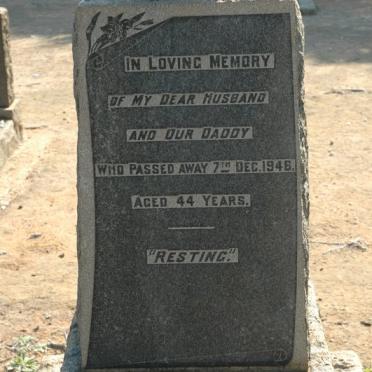 IN LOVING MEMORY
OF MY DEAR HUSBAND
AND OUR DADDY
WHO PASSED AWAY 7TH DEC. 1946.
AGED 44 YEARS.
"RESTING."